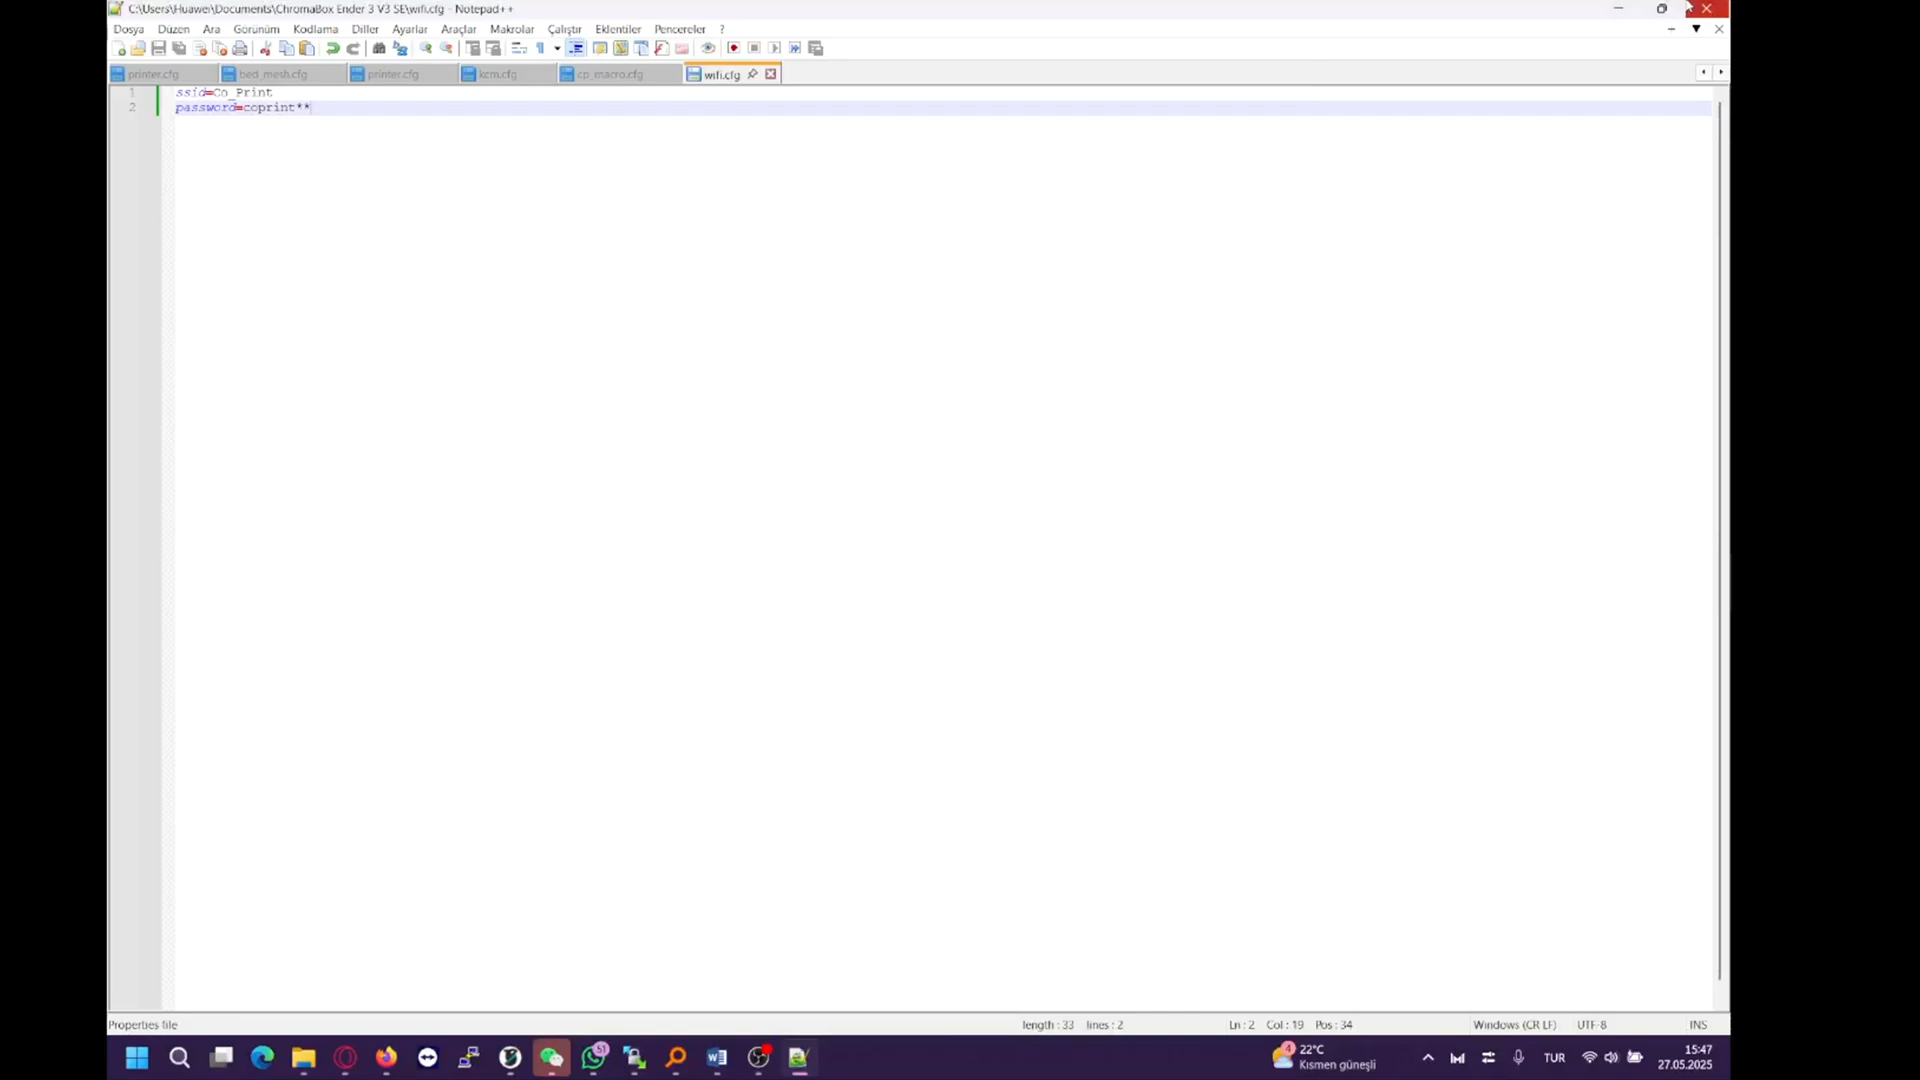 C:\Users\Huawei\Documents\ChromaBox Ender 3 V3 SE\wifi.cfg - Notepad++
Dosya Düzen Ara Görünüm Kodlama Diller Ayarlar Araçlar Makrolar Çalıştır Eklentiler Pencereler ?
printer.cfg bed_mesh.cfg printer.cfg kcm.cfg cp_macro.cfg wifi.cfg
1 ssid=Co_Print
2 password=coprint**
Properties file length : 33 lines : 2 Ln : 2 Col : 19 Pos : 34 Windows (CR LF) UTF-8 INS
51
4 22°C
Kısmen güneşli
TUR
15:47
27.05.2025